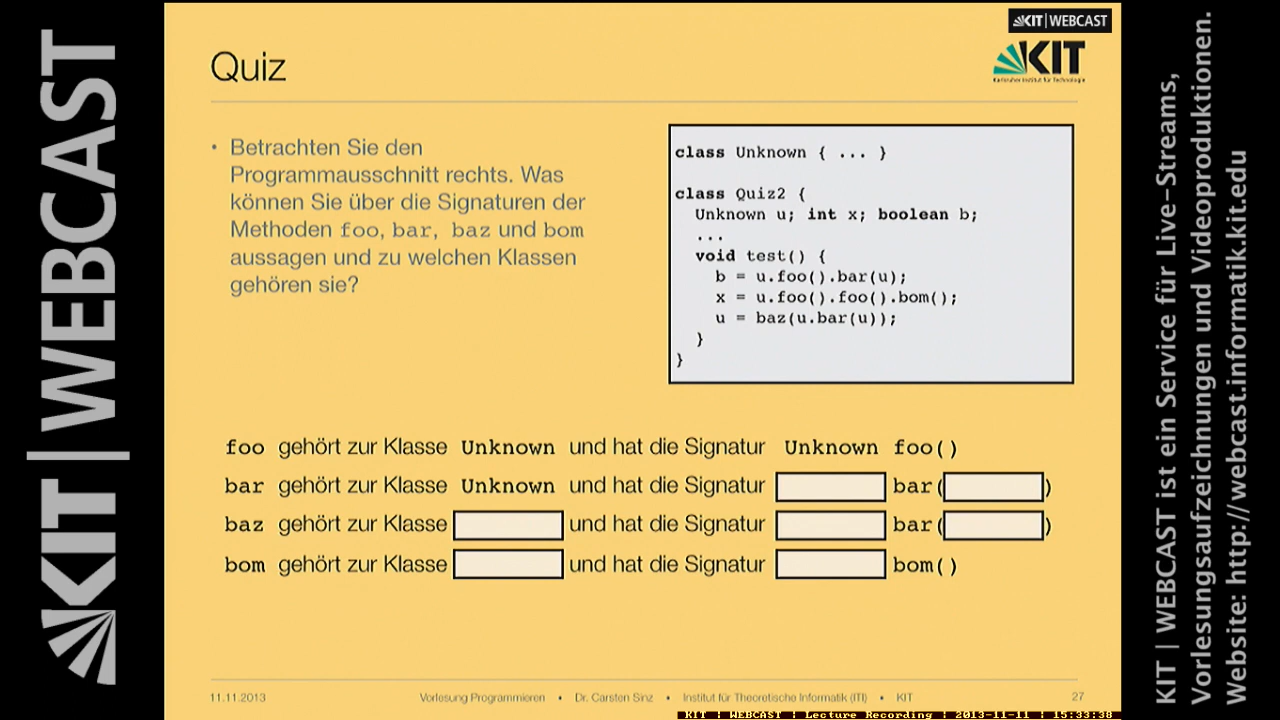 KIT | WEBCAST
KIT | WEBCAST
Quiz
KIT
Karlsruher Institut für Technologie
• Betrachten Sie den
Programmausschnitt rechts. Was
können Sie über die Signaturen der
Methoden foo, bar, baz und bom
aussagen und zu welchen Klassen
gehören sie?
class Unknown { ... }
class Quiz2 {
Unknown u; int x; boolean b;
...
void test() {
b = u.foo().bar(u);
x = u.foo().foo().bom();
u = baz(u.bar(u));
}
}
foo gehört zur Klasse Unknown und hat die Signatur Unknown foo()
bar gehört zur Klasse Unknown und hat die Signatur bar( )
baz gehört zur Klasse und hat die Signatur bar( )
bom gehört zur Klasse und hat die Signatur bom()
11.11.2013 Vorlesung Programmieren • Dr. Carsten Sinz • Institut für Theoretische Informatik (ITI) • KIT 27
KIT | WEBCAST | Lecture Recording | 2013-11-11 | 15:33:38
KIT | WEBCAST ist ein Service für Live-Streams,
Vorlesungsaufzeichnungen und Videoproduktionen.
Website: http://webcast.informatik.kit.edu